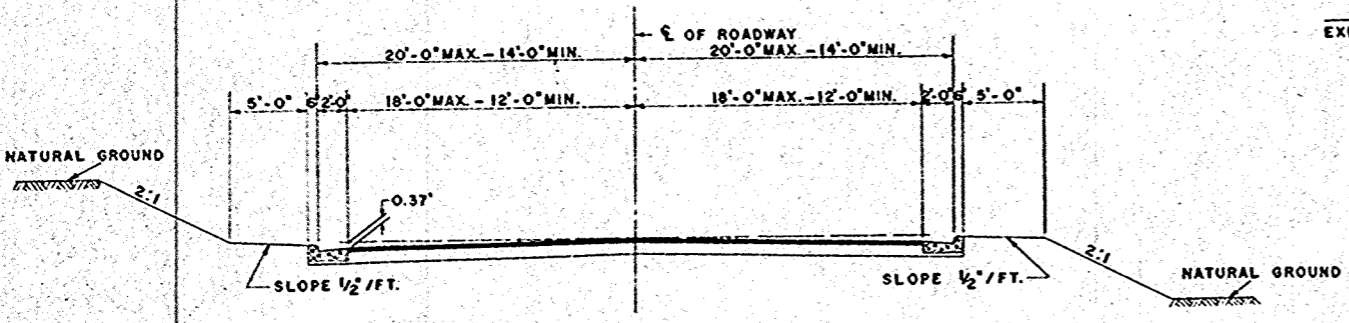 ℄ OF ROADWAY
EX
20'-0" MAX. - 14'-0" MIN.
20'-0" MAX. - 14'-0" MIN.
5'-0"
6"
2'-0"
18'-0" MAX. - 12'-0" MIN.
18'-0" MAX. - 12'-0" MIN.
2'-0"
6"
5'-0"
NATURAL GROUND
2:1
0.37'
SLOPE 1/2"/FT.
SLOPE 1/2"/FT.
2:1
NATURAL GROUND